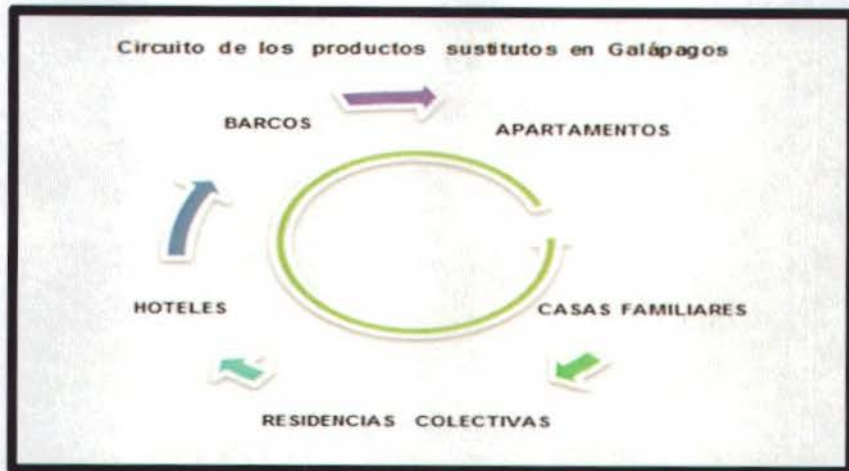 Circuito de los productos sustitutos en Galápagos
BARCOS
APARTAMENTOS
HOTELES
CASAS FAMILIARES
RESIDENCIAS COLECTIVAS